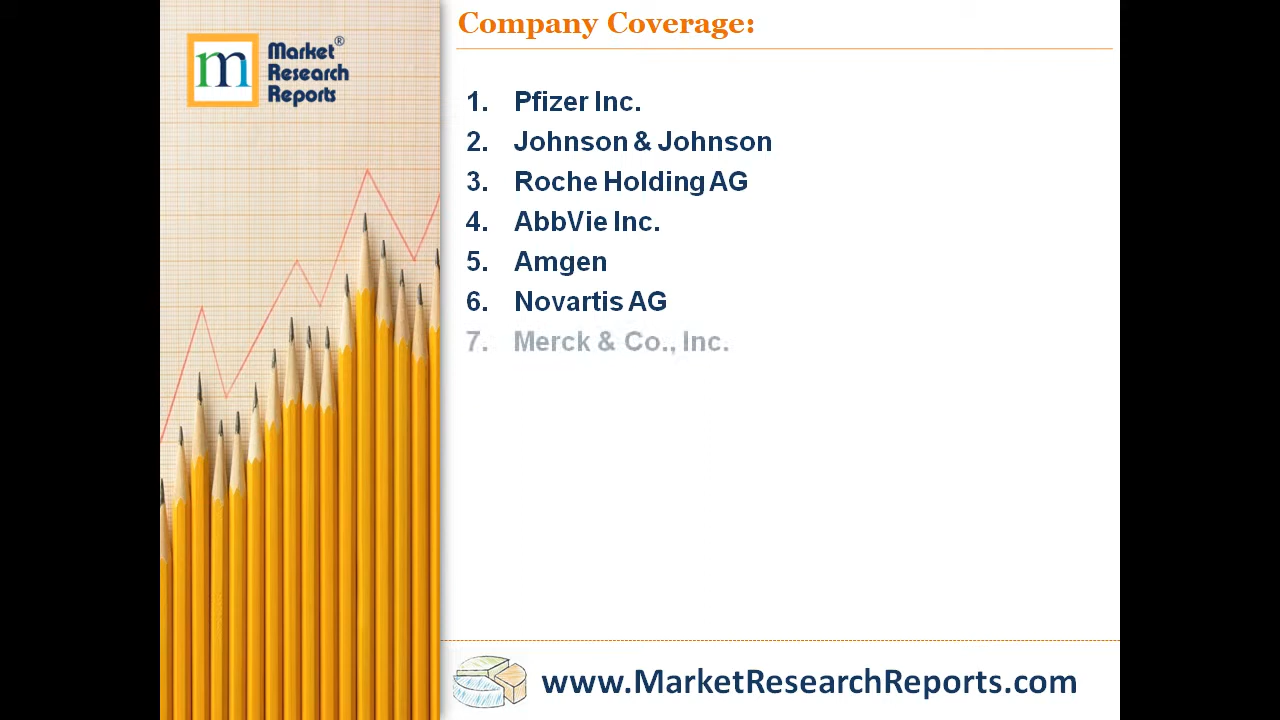 Company Coverage:
m
Market®
Research
Reports
1. Pfizer Inc.
2. Johnson & Johnson
3. Roche Holding AG
4. AbbVie Inc.
5. Amgen
6. Novartis AG
7. Merck & Co., Inc.
www.MarketResearchReports.com